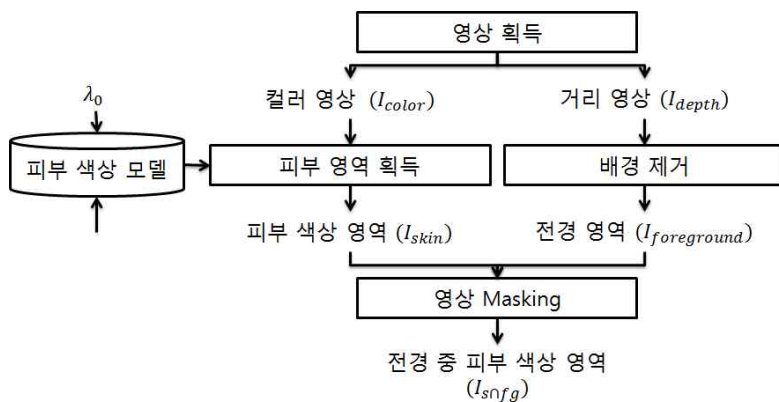 영상 획득
컬러 영상 (I_color)
거리 영상 (I_depth)
λ₀
피부 색상 모델
피부 영역 획득
배경 제거
피부 색상 영역 (I_skin)
전경 영역 (I_foreground)
영상 Masking
전경 중 피부 색상 영역
(I_s∩fg)